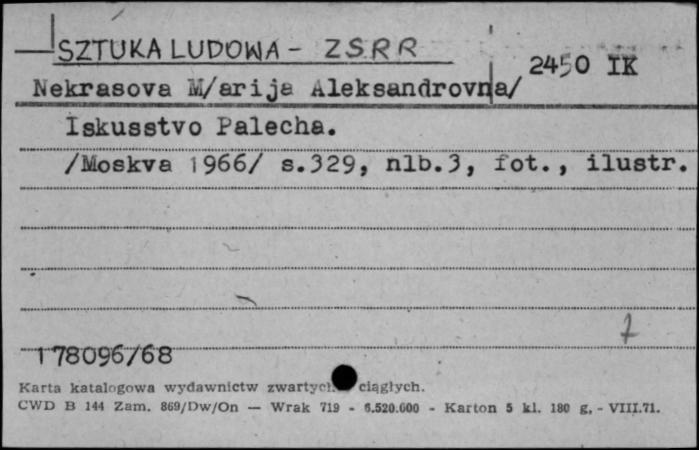 SZTUKA LUDOWA - ZSRR
2450 IK
Nekrasova M/arija Aleksandrovna/
Iskusstvo Palecha.
/Moskva 1966/ s.329, nlb.3, fot., ilustr.
1
178096/68
Karta katalogowa wydawnictw zwartych ciągłych.
CWD B 144 Zam. 869/Dw/On — Wrak 719 - 6.520.000 - Karton 5 kl. 180 g. - VIII.71.